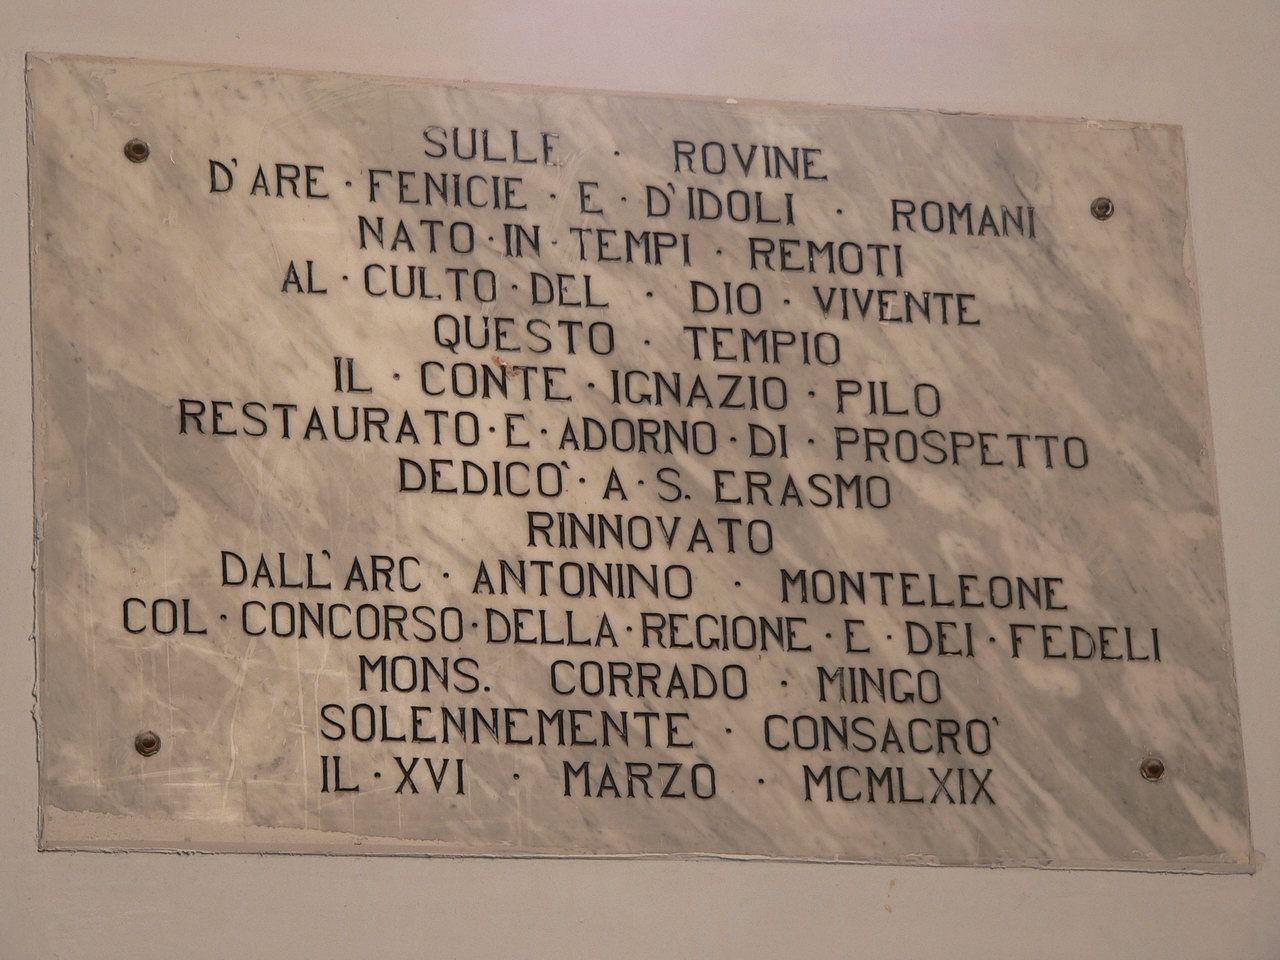 SULLE · ROVINE
D'ARE · FENICIE · E · D'IDOLI · ROMANI
NATO · IN · TEMPI · REMOTI
AL · CULTO · DEL · DIO · VIVENTE
QUESTO · TEMPIO
IL · CONTE · IGNAZIO · PILO
RESTAURATO · E · ADORNO · DI · PROSPETTO
DEDICO' · A · S. ERASMO
RINNOVATO
DALL'ARC · ANTONINO · MONTELEONE
COL · CONCORSO · DELLA · REGIONE · E · DEI · FEDELI
MONS. CORRADO · MINGO
SOLENNEMENTE · CONSACRO'
IL · XVI · MARZO · MCMLXIX